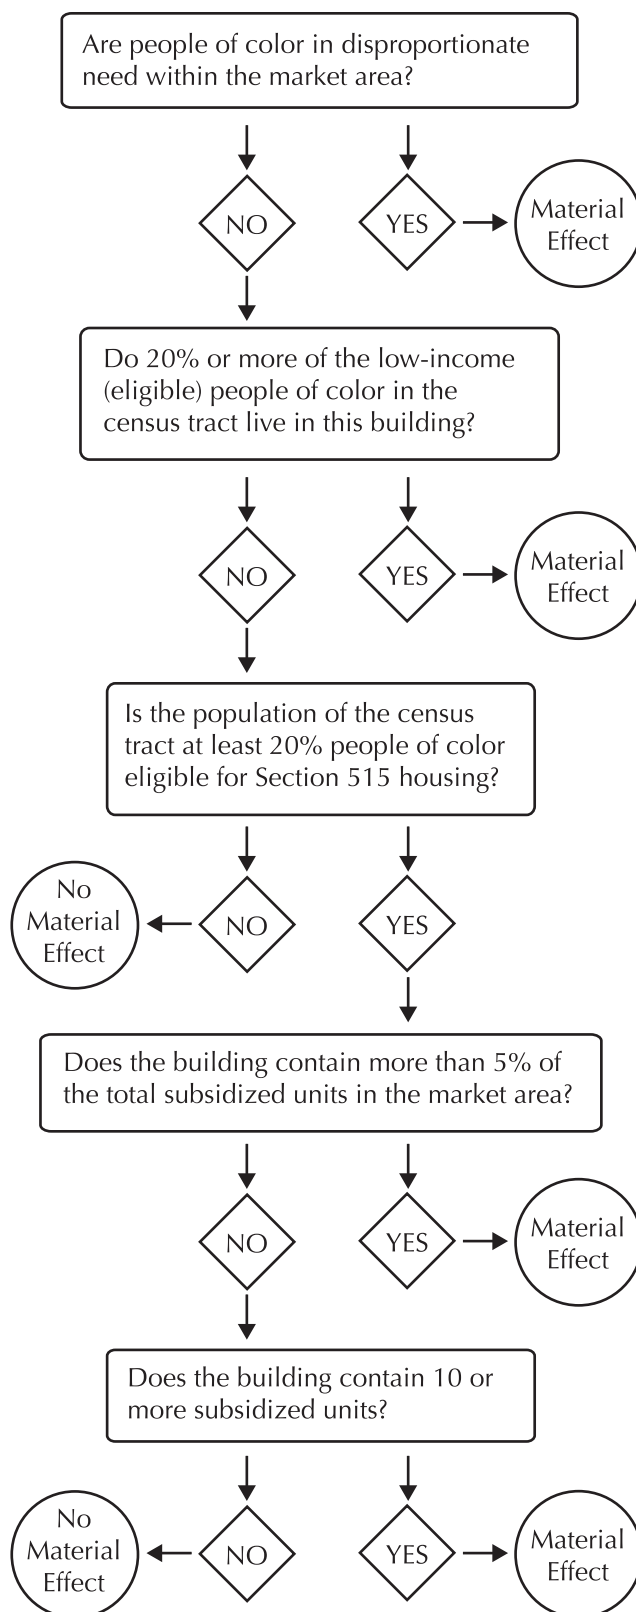 Are people of color in disproportionate
need within the market area?
NO
YES
Material
Effect
Do 20% or more of the low-income
(eligible) people of color in the
census tract live in this building?
NO
YES
Material
Effect
Is the population of the census
tract at least 20% people of color
eligible for Section 515 housing?
No
Material
Effect
NO
YES
Does the building contain more than 5% of
the total subsidized units in the market area?
NO
YES
Material
Effect
Does the building contain 10 or
more subsidized units?
No
Material
Effect
NO
YES
Material
Effect